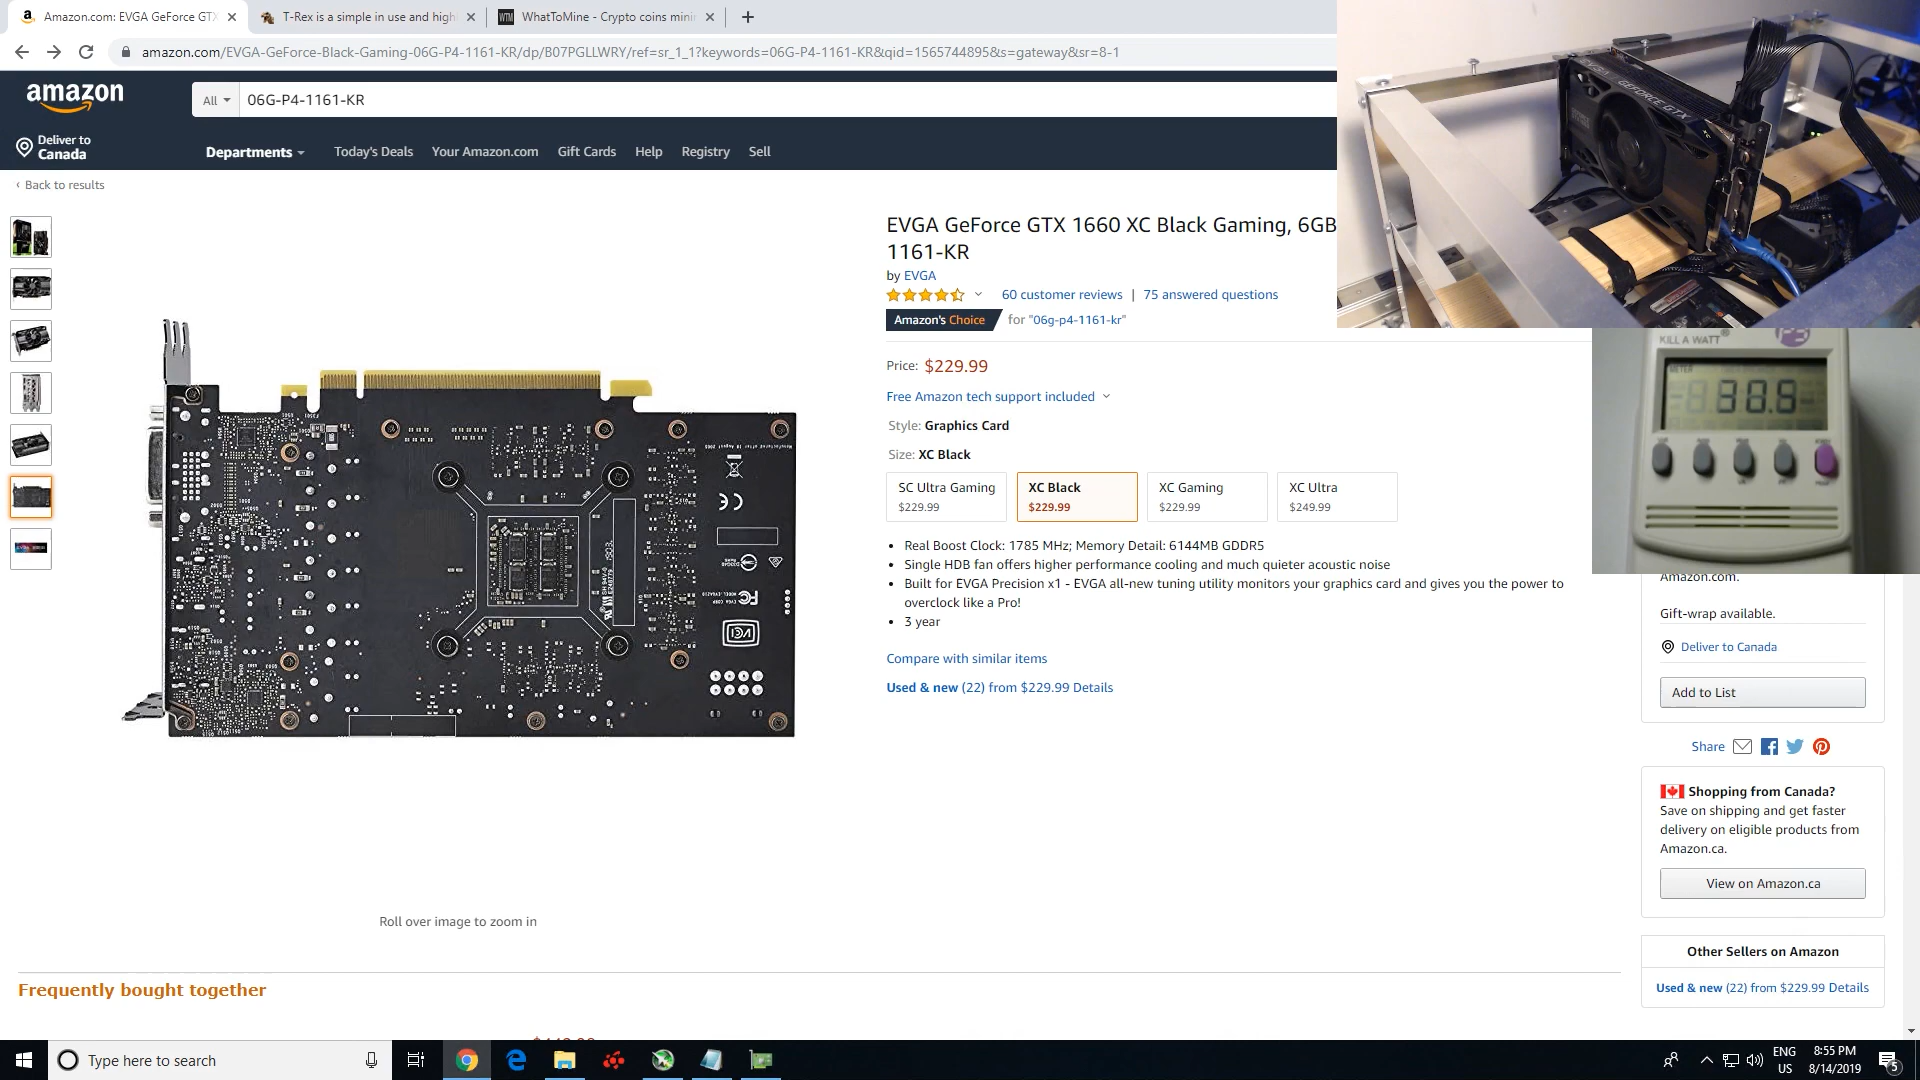 Amazon.com: EVGA GeForce GTX
T-Rex is a simple in use and high
WhatToMine - Crypto coins mini
amazon.com/EVGA-GeForce-Black-Gaming-06G-P4-1161-KR/dp/B07PGLLWRY/ref=sr_1_1?keywords=06G-P4-1161-KR&qid=1565744895&s=gateway&sr=8-1
amazon
All
06G-P4-1161-KR
Deliver to
Canada
Departments
Today's Deals
Your Amazon.com
Gift Cards
Help
Registry
Sell
‹ Back to results
EVGA GeForce GTX 1660 XC Black Gaming, 6GB
1161-KR
by EVGA
60 customer reviews | 75 answered questions
Amazon's Choice for "06g-p4-1161-kr"
Price: $229.99
Free Amazon tech support included
Style: Graphics Card
Size: XC Black
SC Ultra Gaming
$229.99
XC Black
$229.99
XC Gaming
$229.99
XC Ultra
$249.99
• Real Boost Clock: 1785 MHz; Memory Detail: 6144MB GDDR5
• Single HDB fan offers higher performance cooling and much quieter acoustic noise
• Built for EVGA Precision x1 - EVGA all-new tuning utility monitors your graphics card and gives you the power to
overclock like a Pro!
• 3 year
Compare with similar items
Used & new (22) from $229.99 Details
Roll over image to zoom in
Frequently bought together
GEFORCE GTX
KILL A WATT
30.9
Amazon.com.
Gift-wrap available.
Deliver to Canada
Add to List
Share
Shopping from Canada?
Save on shipping and get faster
delivery on eligible products from
Amazon.ca.
View on Amazon.ca
Other Sellers on Amazon
Used & new (22) from $229.99 Details
Type here to search
ENG
US
8:55 PM
8/14/2019
5